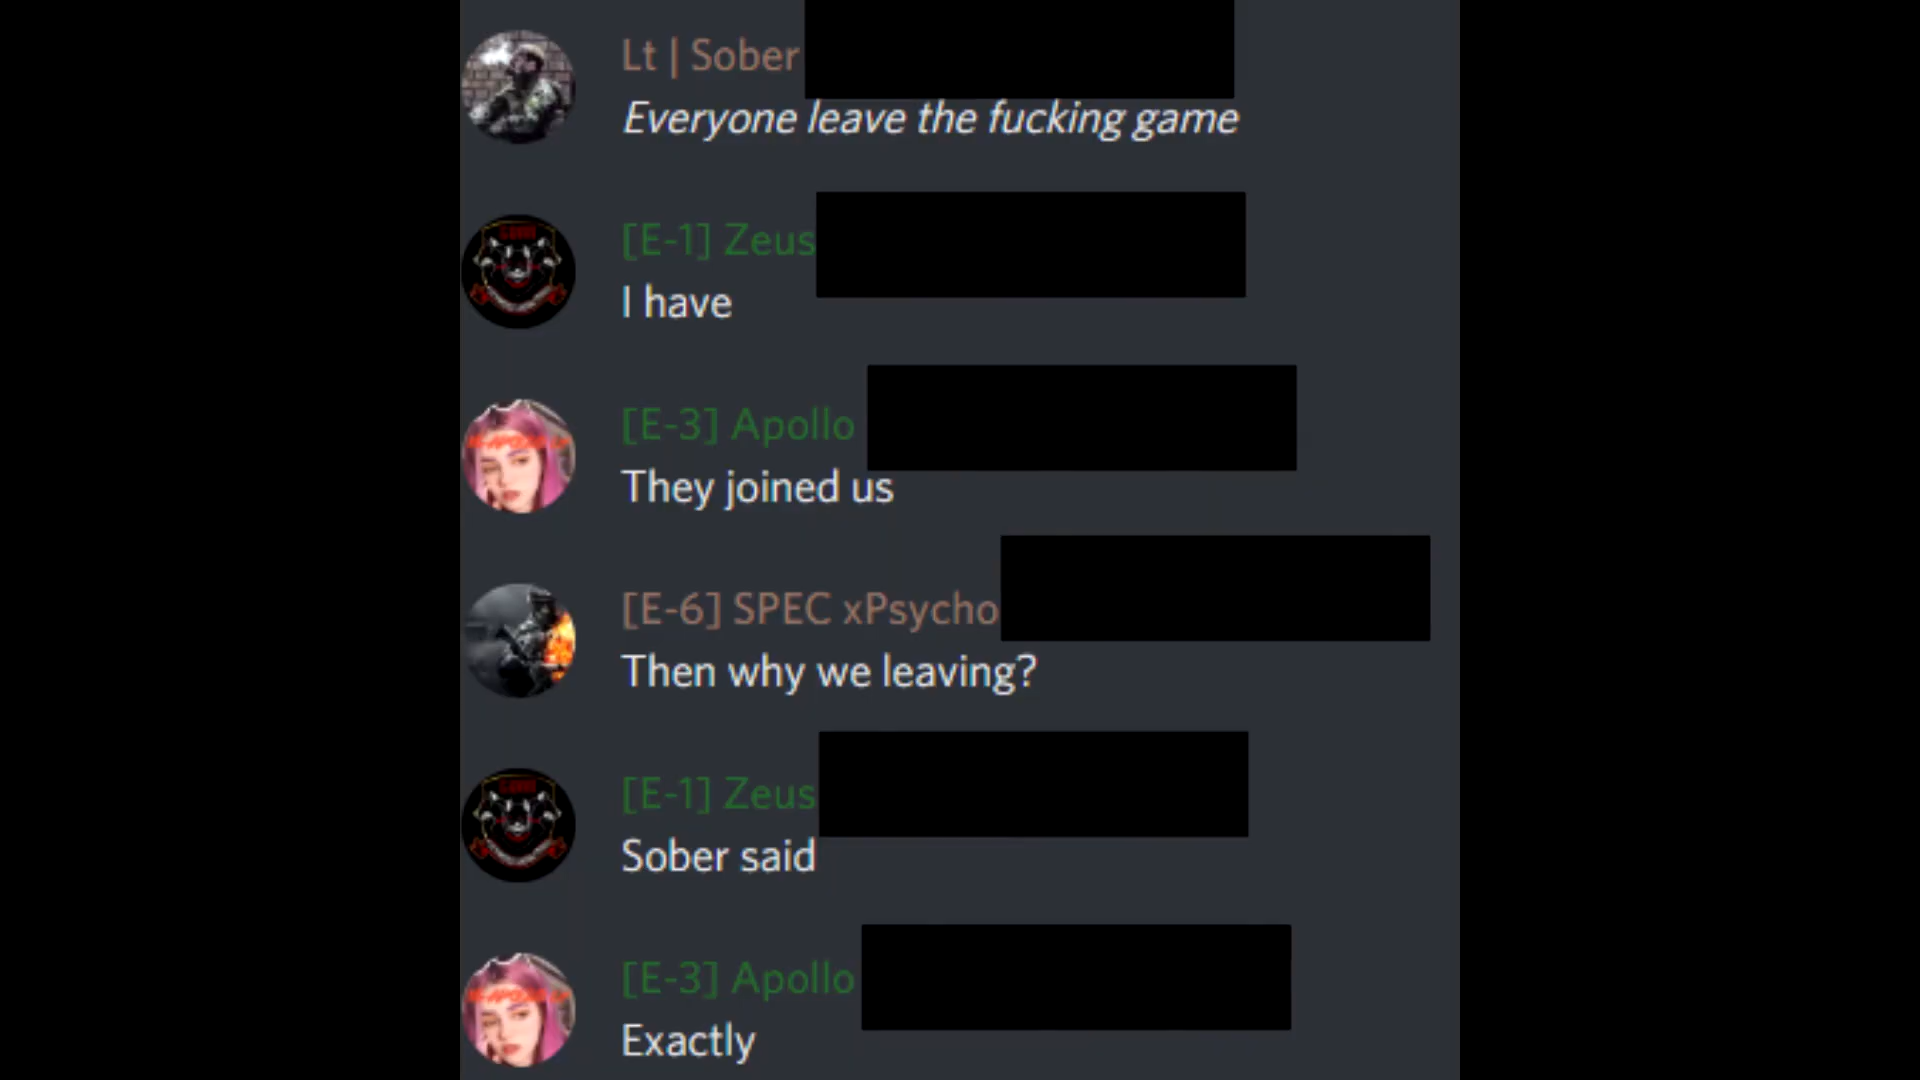 Lt | Sober
Everyone leave the fucking game
[E-1] Zeus
I have
[E-3] Apollo
They joined us
[E-6] SPEC xPsycho
Then why we leaving?
[E-1] Zeus
Sober said
[E-3] Apollo
Exactly